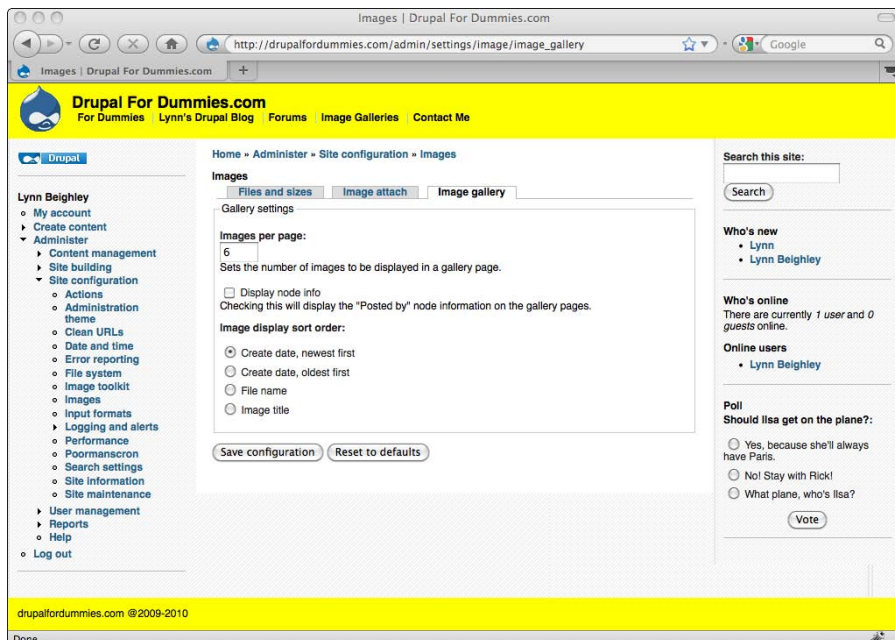 Images | Drupal For Dummies.com
http://drupalfordummies.com/admin/settings/image/image_gallery
Google
Images | Drupal For Dummies.com
Drupal For Dummies.com
For Dummies Lynn's Drupal Blog Forums Image Galleries Contact Me
Drupal
Lynn Beighley
My account
Create content
Administer
Content management
Site building
Site configuration
Actions
Administration
theme
Clean URLs
Date and time
Error reporting
File system
Image toolkit
Images
Input formats
Logging and alerts
Performance
Poormanscron
Search settings
Site information
Site maintenance
User management
Reports
Help
Log out
Home » Administer » Site configuration » Images
Images
Files and sizes Image attach Image gallery
Gallery settings
Images per page:
6
Sets the number of images to be displayed in a gallery page.
Display node info
Checking this will display the "Posted by" node information on the gallery pages.
Image display sort order:
Create date, newest first
Create date, oldest first
File name
Image title
Save configuration Reset to defaults
Search this site:
Search
Who's new
Lynn
Lynn Beighley
Who's online
There are currently 1 user and 0
guests online.
Online users
Lynn Beighley
Poll
Should Ilsa get on the plane?:
Yes, because she'll always
have Paris.
No! Stay with Rick!
What plane, who's Ilsa?
Vote
drupalfordummies.com @2009-2010
Done